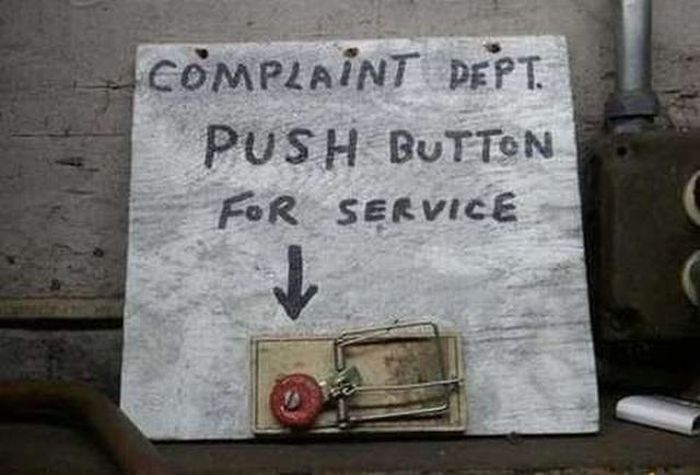 COMPLAINT DEPT.
PUSH BUTTON
FOR SERVICE